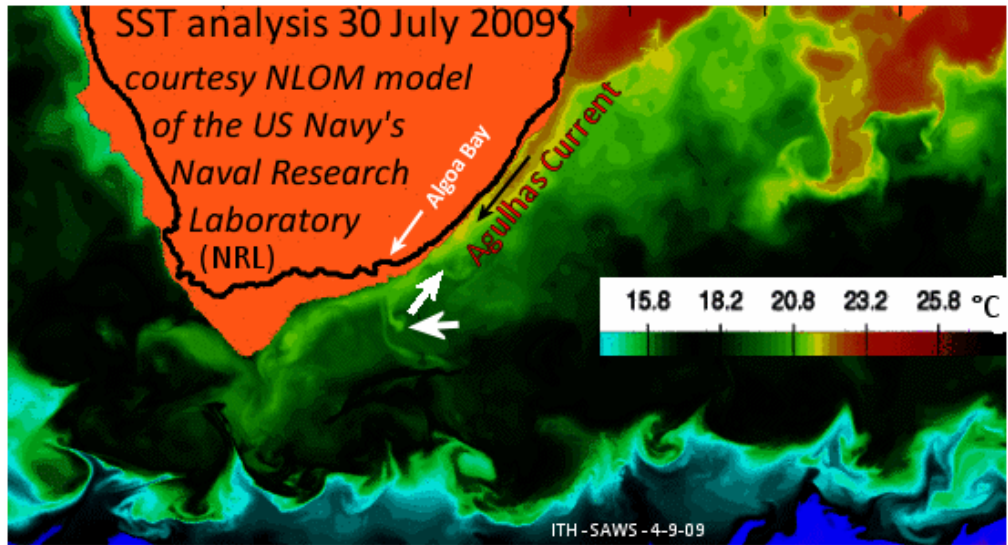 SST analysis 30 July 2009
courtesy NLOM model
of the US Navy's
Naval Research
Laboratory
(NRL)
Algoa Bay
Agulhas Current
15.8 18.2 20.8 23.2 25.8 °C
ITH-SAWS-4-9-09